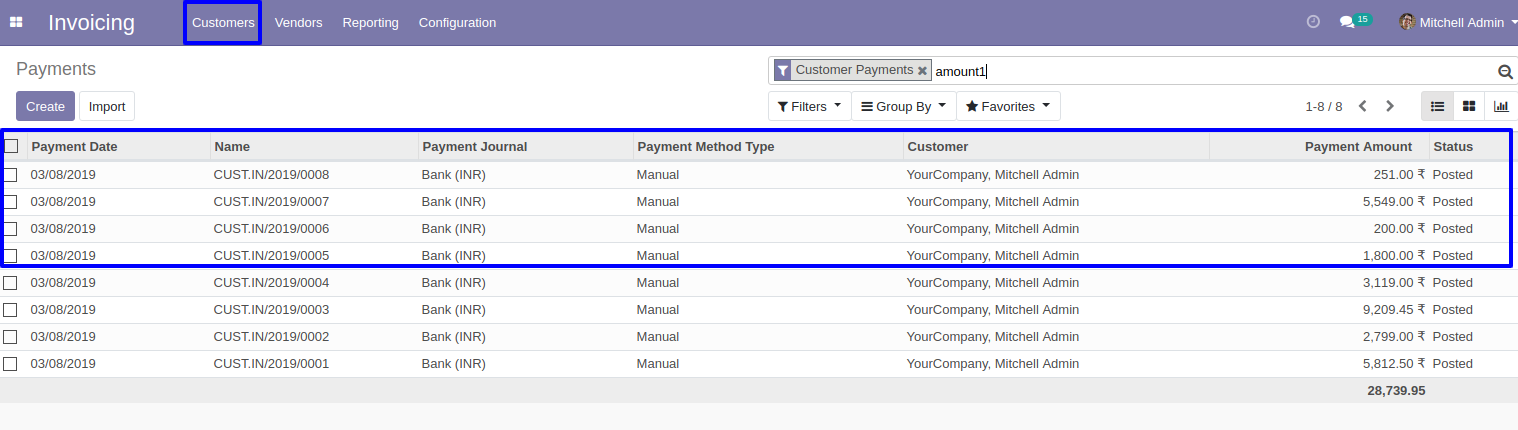 Invoicing Customers Vendors Reporting Configuration 15 Mitchell Admin
Payments Customer Payments amount1
Create Import Filters Group By Favorites 1-8 / 8
Payment Date Name Payment Journal Payment Method Type Customer Payment Amount Status
03/08/2019 CUST.IN/2019/0008 Bank (INR) Manual YourCompany, Mitchell Admin 251.00 ₹ Posted
03/08/2019 CUST.IN/2019/0007 Bank (INR) Manual YourCompany, Mitchell Admin 5,549.00 ₹ Posted
03/08/2019 CUST.IN/2019/0006 Bank (INR) Manual YourCompany, Mitchell Admin 200.00 ₹ Posted
03/08/2019 CUST.IN/2019/0005 Bank (INR) Manual YourCompany, Mitchell Admin 1,800.00 ₹ Posted
03/08/2019 CUST.IN/2019/0004 Bank (INR) Manual YourCompany, Mitchell Admin 3,119.00 ₹ Posted
03/08/2019 CUST.IN/2019/0003 Bank (INR) Manual YourCompany, Mitchell Admin 9,209.45 ₹ Posted
03/08/2019 CUST.IN/2019/0002 Bank (INR) Manual YourCompany, Mitchell Admin 2,799.00 ₹ Posted
03/08/2019 CUST.IN/2019/0001 Bank (INR) Manual YourCompany, Mitchell Admin 5,812.50 ₹ Posted
28,739.95